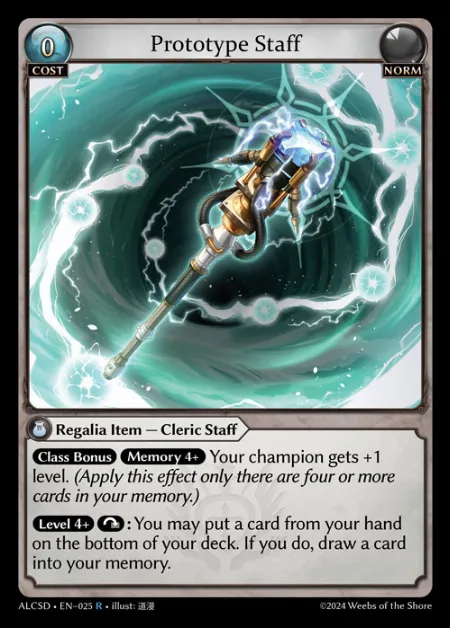 0
Prototype Staff
COST
NORM
Regalia Item — Cleric Staff
Class Bonus Memory 4+ Your champion gets +1
level. (Apply this effect only there are four or more
cards in your memory.)
Level 4+ : You may put a card from your hand
on the bottom of your deck. If you do, draw a card
into your memory.
ALCSD • EN-025 R • illust: 道漫
©2024 Weebs of the Shore